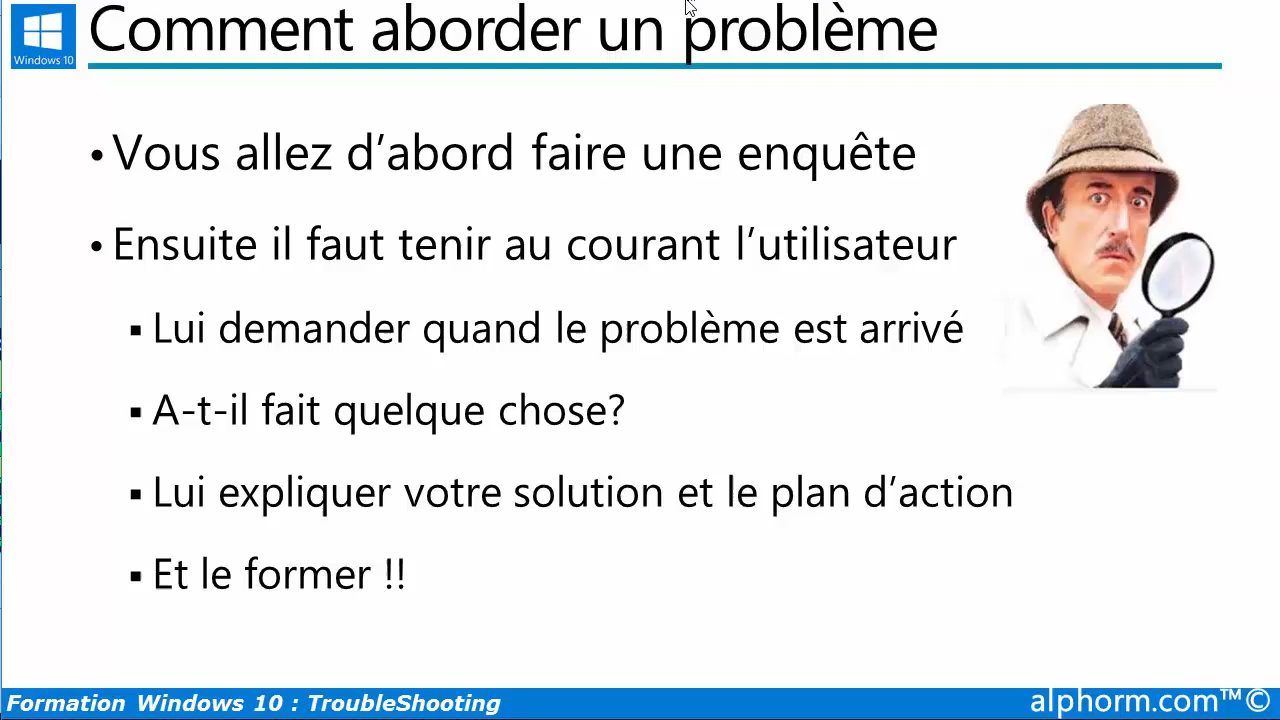 Windows 10
Comment aborder un problème
• Vous allez d’abord faire une enquête
• Ensuite il faut tenir au courant l’utilisateur
▪ Lui demander quand le problème est arrivé
▪ A-t-il fait quelque chose?
▪ Lui expliquer votre solution et le plan d’action
▪ Et le former !!
Formation Windows 10 : TroubleShooting
alphorm.com™©